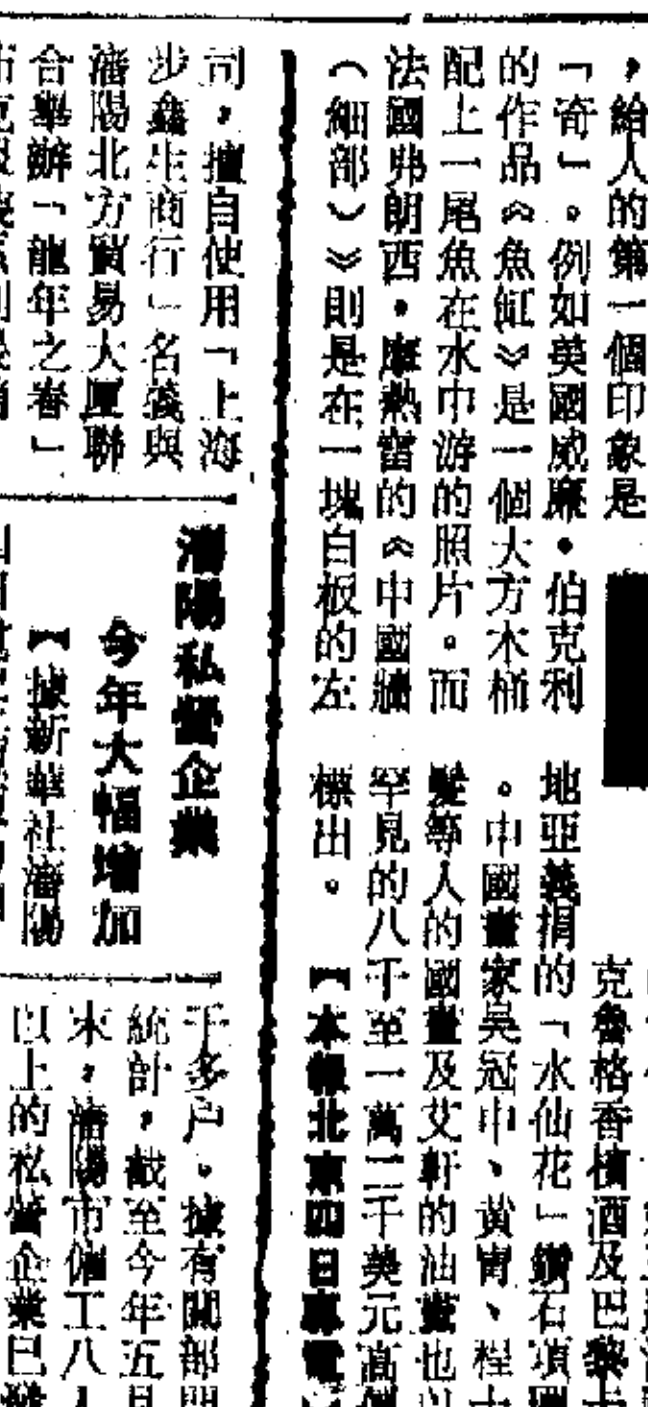 ，給人的第一個印象是
「奇」。例如英國威廉·伯克利
的作品《魚缸》是一個大方木桶
配上一尾魚在水中游的照片。而
法國弗朗西·摩熱雷的《中國牆
（細部）》則是在一塊白板的左
克魯格香檳酒及巴黎
地亞義捐的「水仙花」鑽石項
。中國畫家吳冠中、黃冑、程十
髮等人的國畫及艾軒的油畫也以
罕見的八千至一萬二千美元高價
標出。
【本報北京四日專電】
司，擅自使用「上海
步鑫生商行」名義與
瀋陽北方貿易大厦聯
合舉辦「龍年之春」
瀋陽私營企業
今年大幅增加
【據新華社瀋陽
千多户。據有關部門
統計，截至今年五月
末，瀋陽市僱工八人
以上的私營企業已